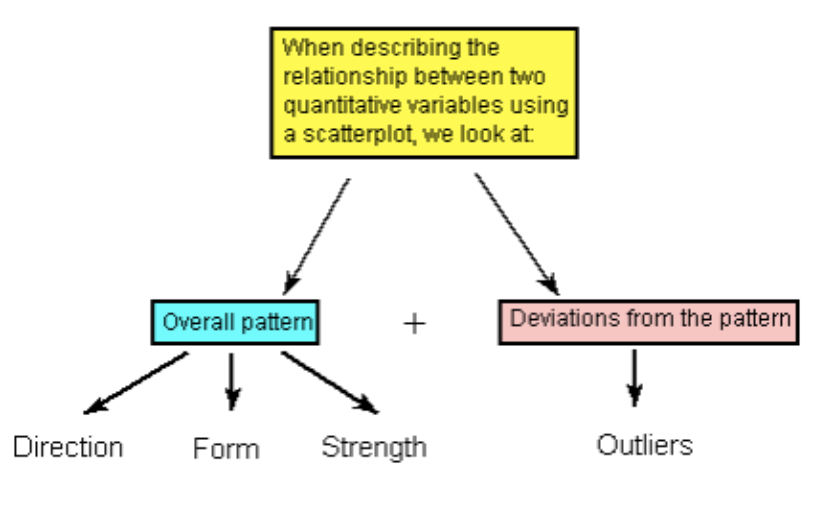 When describing the
relationship between two
quantitative variables using
a scatterplot, we look at:
Overall pattern
+
Deviations from the pattern
Direction
Form
Strength
Outliers